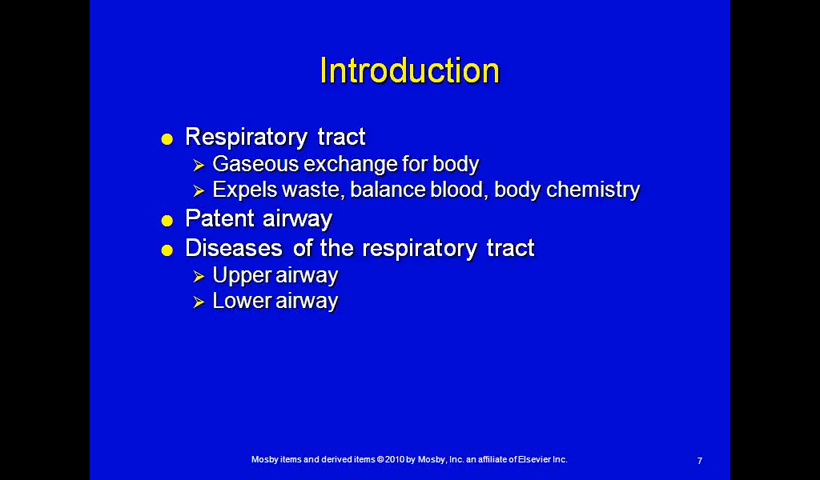 Introduction
Respiratory tract
Gaseous exchange for body
Expels waste, balance blood, body chemistry
Patent airway
Diseases of the respiratory tract
Upper airway
Lower airway
Mosby items and derived items © 2010 by Mosby, Inc. an affiliate of Elsevier Inc.
7